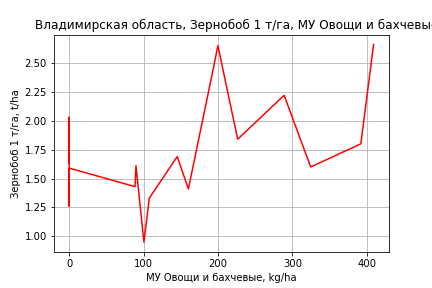 Владимирская область, Зернобоб 1 т/га, МУ Овощи и бахчевые
2.50
2.25
2.00
1.75
1.50
1.25
1.00
Зернобоб 1 т/га, t/ha
0 100 200 300 400
МУ Овощи и бахчевые, kg/ha